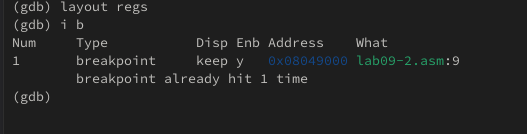 (gdb) layout regs
(gdb) i b
Num     Type           Disp Enb Address    What
1       breakpoint     keep y   0x08049000 lab09-2.asm:9
        breakpoint already hit 1 time
(gdb)